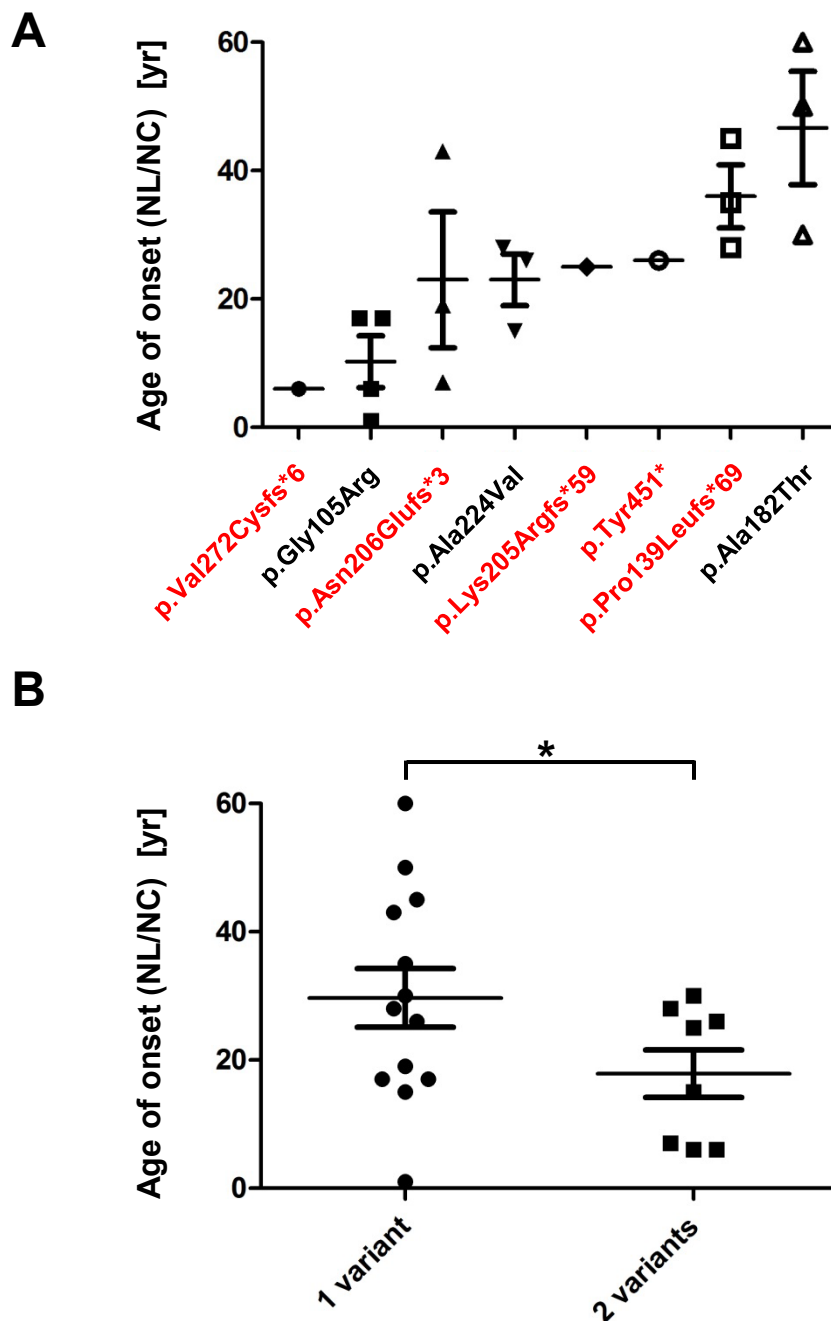 A
Age of onset (NL/NC) [yr]
60
40
20
0
p.Val272Cysfs*6
p.Gly105Arg
p.Asn206Glufs*3
p.Ala224Val
p.Lys205Argfs*59
p.Tyr451*
p.Pro139Leufs*69
p.Ala182Thr
B
*
Age of onset (NL/NC) [yr]
60
40
20
0
1 variant
2 variants